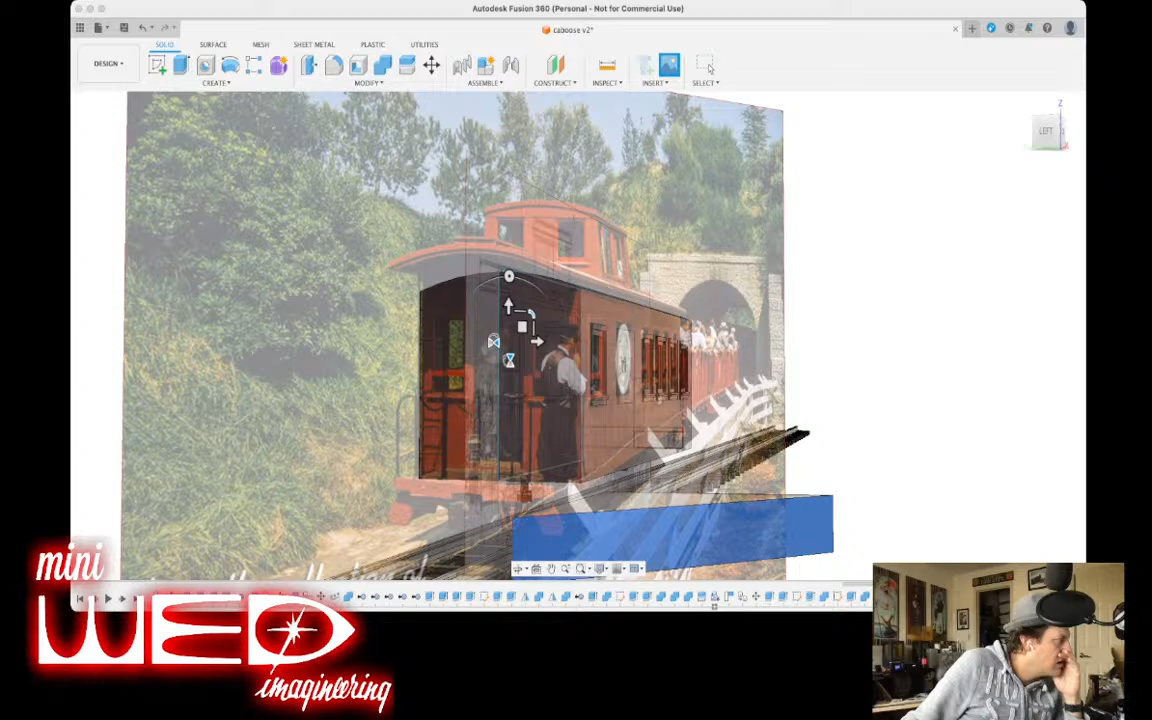 Autodesk Fusion 360 (Personal - Not for Commercial Use)
caboose v2*
SOLID SURFACE MESH SHEET METAL PLASTIC UTILITIES
DESIGN
CREATE MODIFY ASSEMBLE CONSTRUCT INSPECT INSERT SELECT
Z
LEFT
X
mini
WED
imagineering